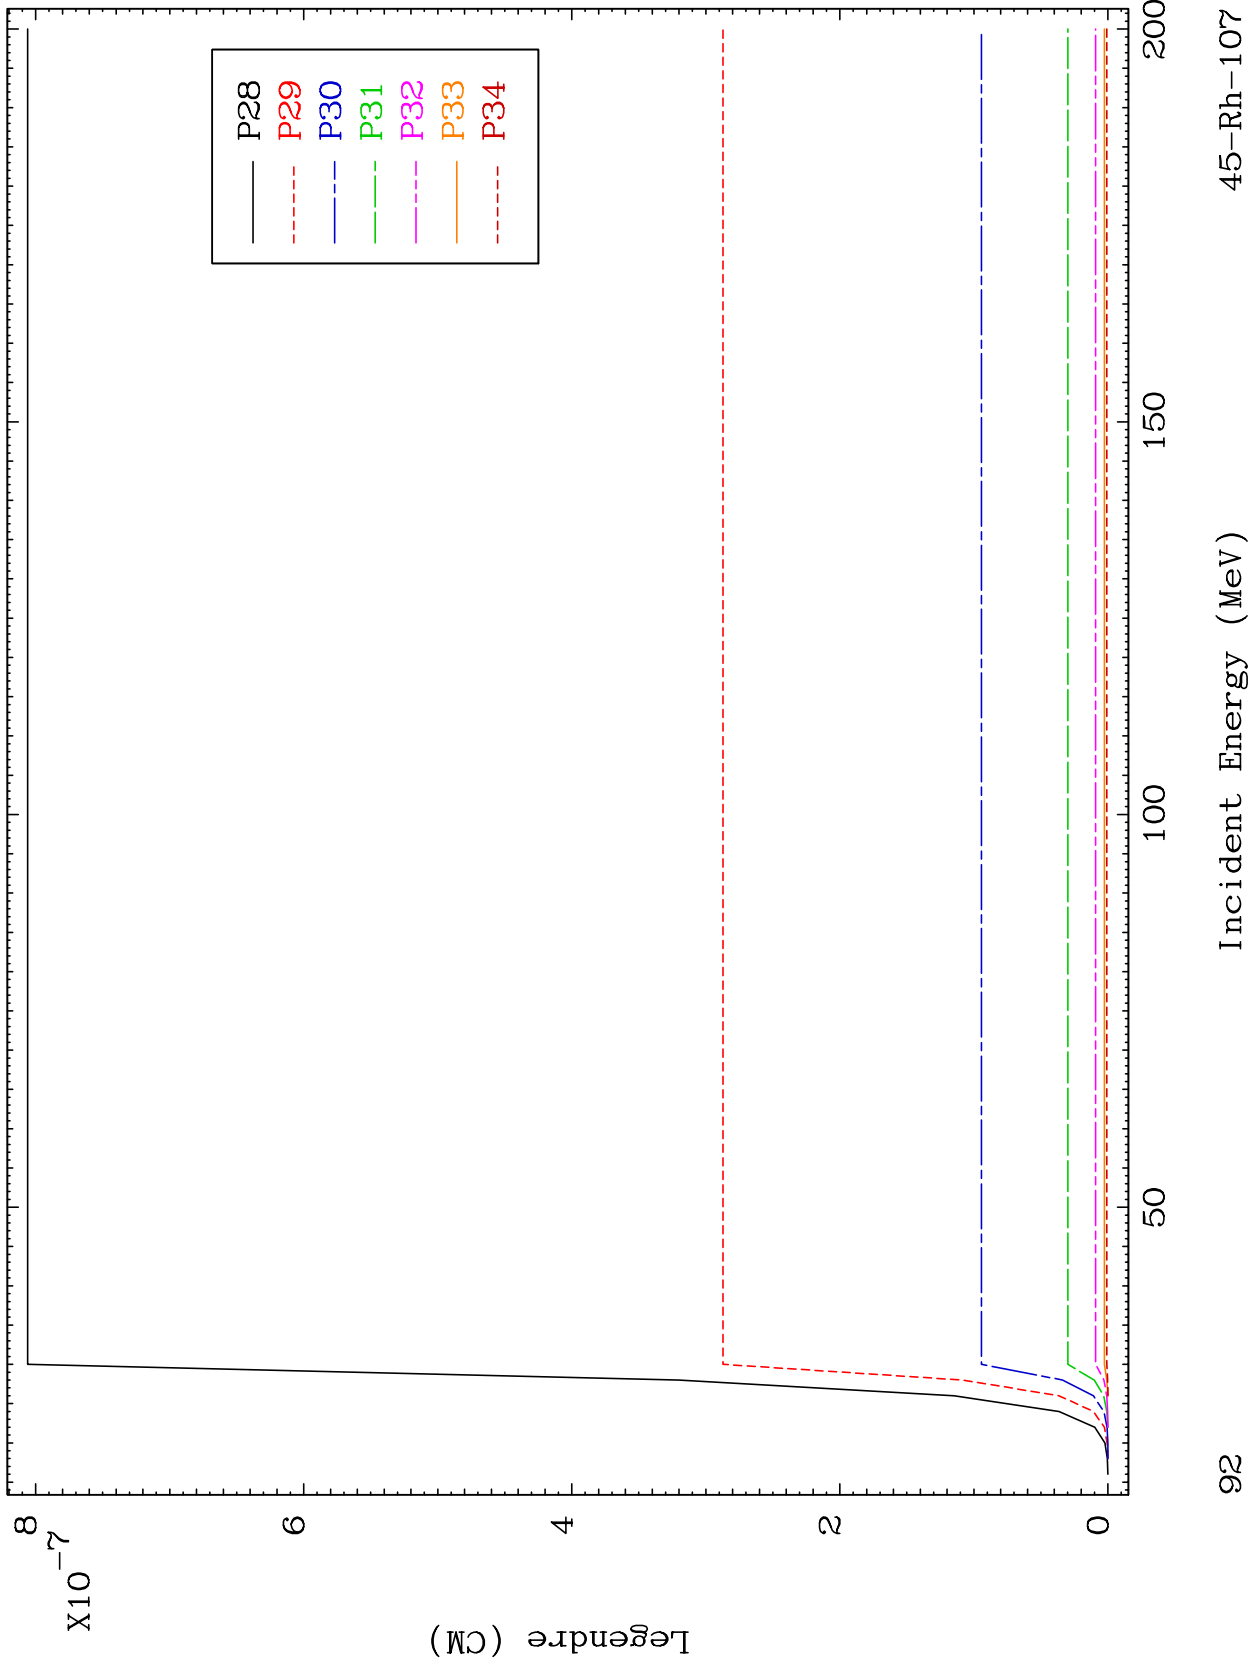 8
6
4
2
0
X10
-7
Legendre (CM)
P28
P29
P30
P31
P32
P33
P34
50
100
150
200
Incident Energy (MeV)
92
45-Rh-107